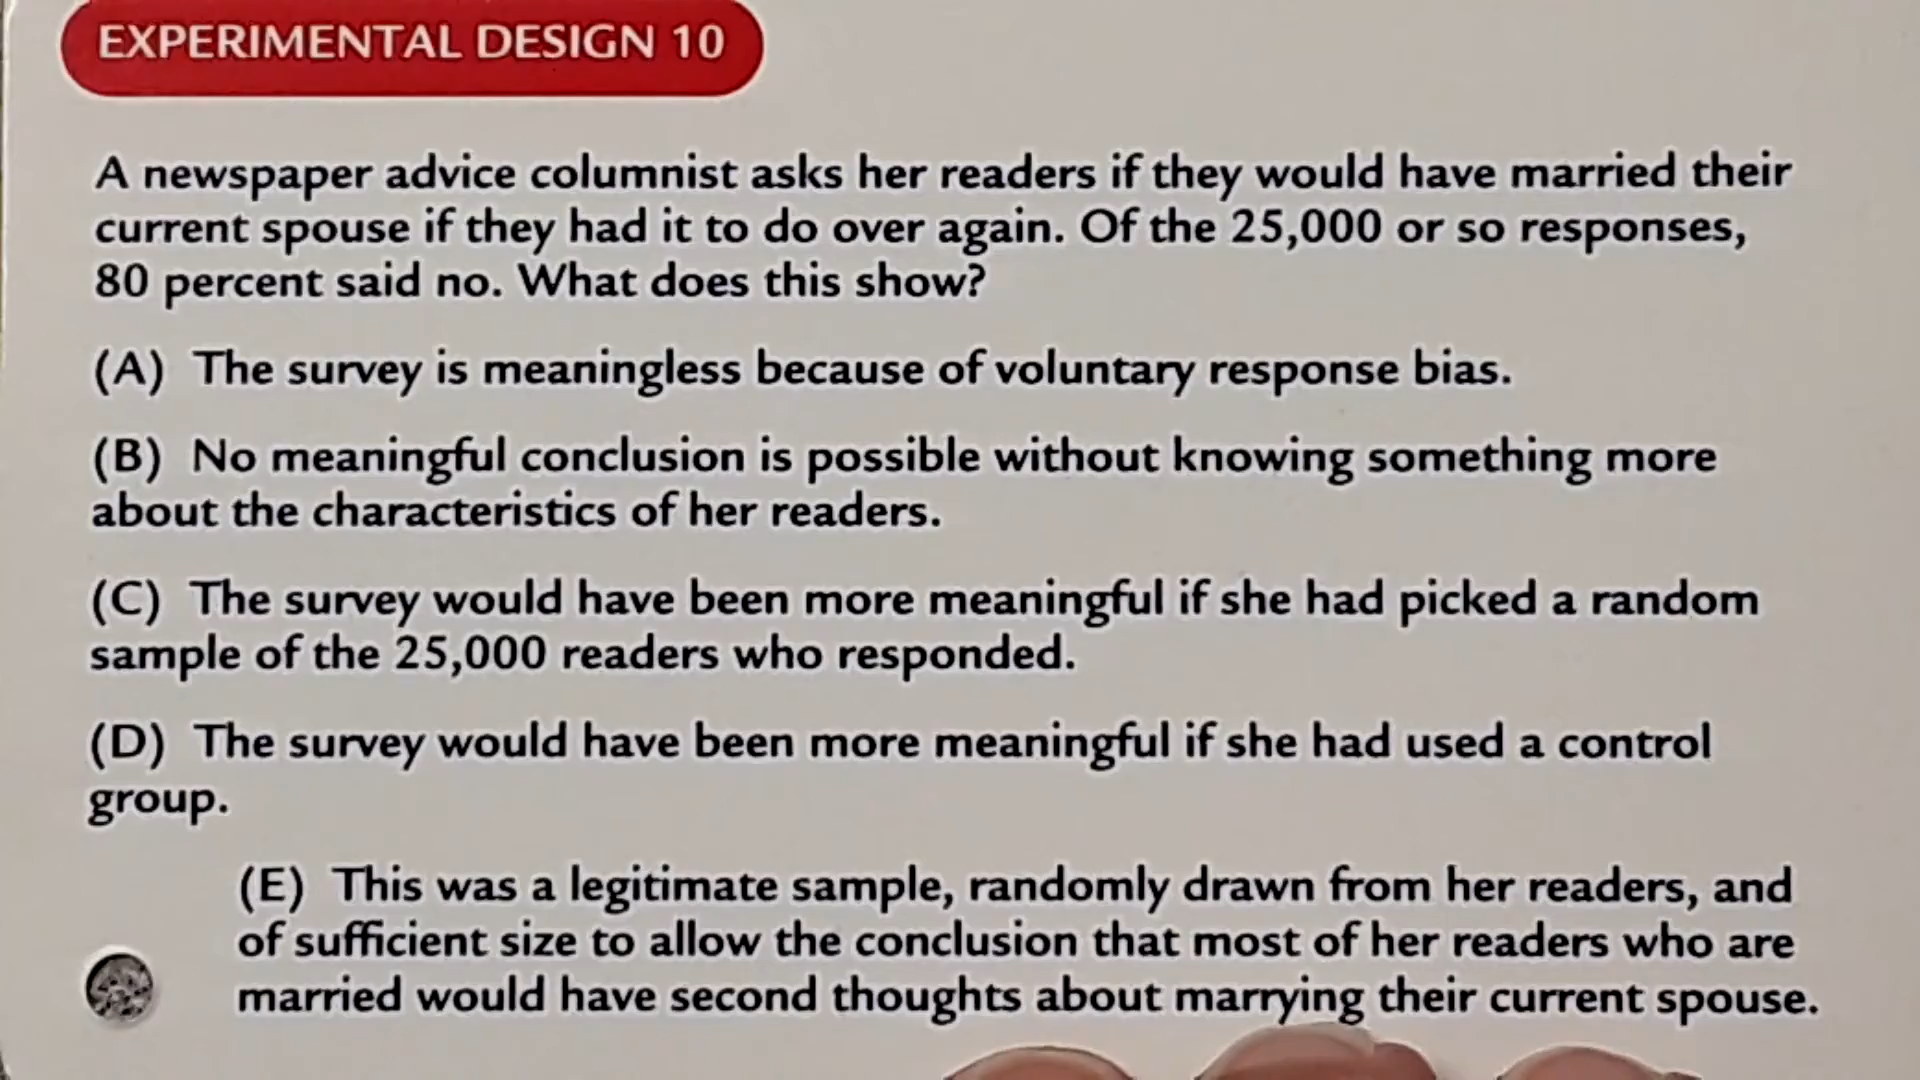 EXPERIMENTAL DESIGN 10
A newspaper advice columnist asks her readers if they would have married their
current spouse if they had it to do over again. Of the 25,000 or so responses,
80 percent said no. What does this show?
(A) The survey is meaningless because of voluntary response bias.
(B) No meaningful conclusion is possible without knowing something more
about the characteristics of her readers.
(C) The survey would have been more meaningful if she had picked a random
sample of the 25,000 readers who responded.
(D) The survey would have been more meaningful if she had used a control
group.
(E) This was a legitimate sample, randomly drawn from her readers, and
of sufficient size to allow the conclusion that most of her readers who are
married would have second thoughts about marrying their current spouse.